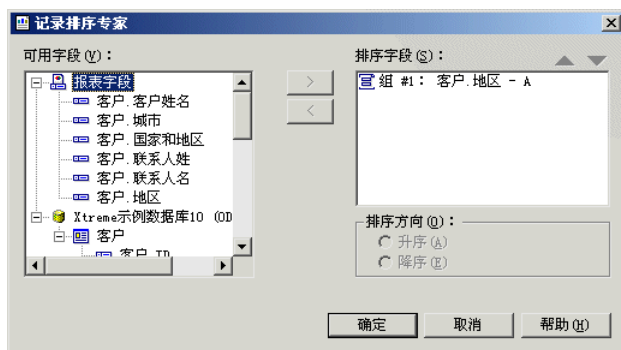 记录排序专家
可用字段(V)：
报表字段
客户.客户姓名
客户.城市
客户.国家和地区
客户.联系人姓
客户.联系人名
客户.地区
Xtreme示例数据库10 (OD
客户
客户 ID
>
<
排序字段(S)：
组 #1： 客户.地区 - A
排序方向(O)：
升序(A)
降序(E)
确定
取消
帮助(H)